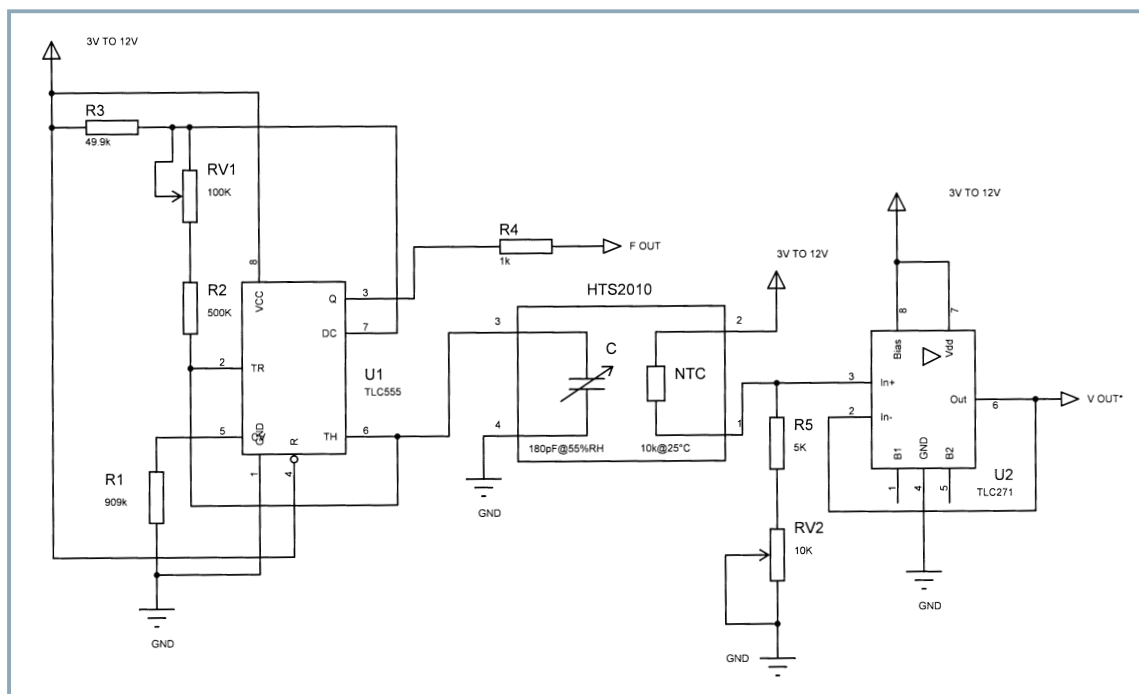 3V TO 12V
R3
49.9k
RV1
100K
R2
500K
8
VCC
Q
3
DC
7
2
TR
U1
TLC555
5
CV
GND
R
TH
6
1
4
R1
909k
GND
R4
1k
F OUT
HTS2010
3
C
4
180pF@55%RH
GND
3V TO 12V
2
NTC
1
10k@25°C
R5
5K
RV2
10K
GND
3V TO 12V
8
7
Bias
Vdd
3
In+
2
In-
Out
6
V OUT*
B1
GND
B2
1
4
5
U2
TLC271
GND